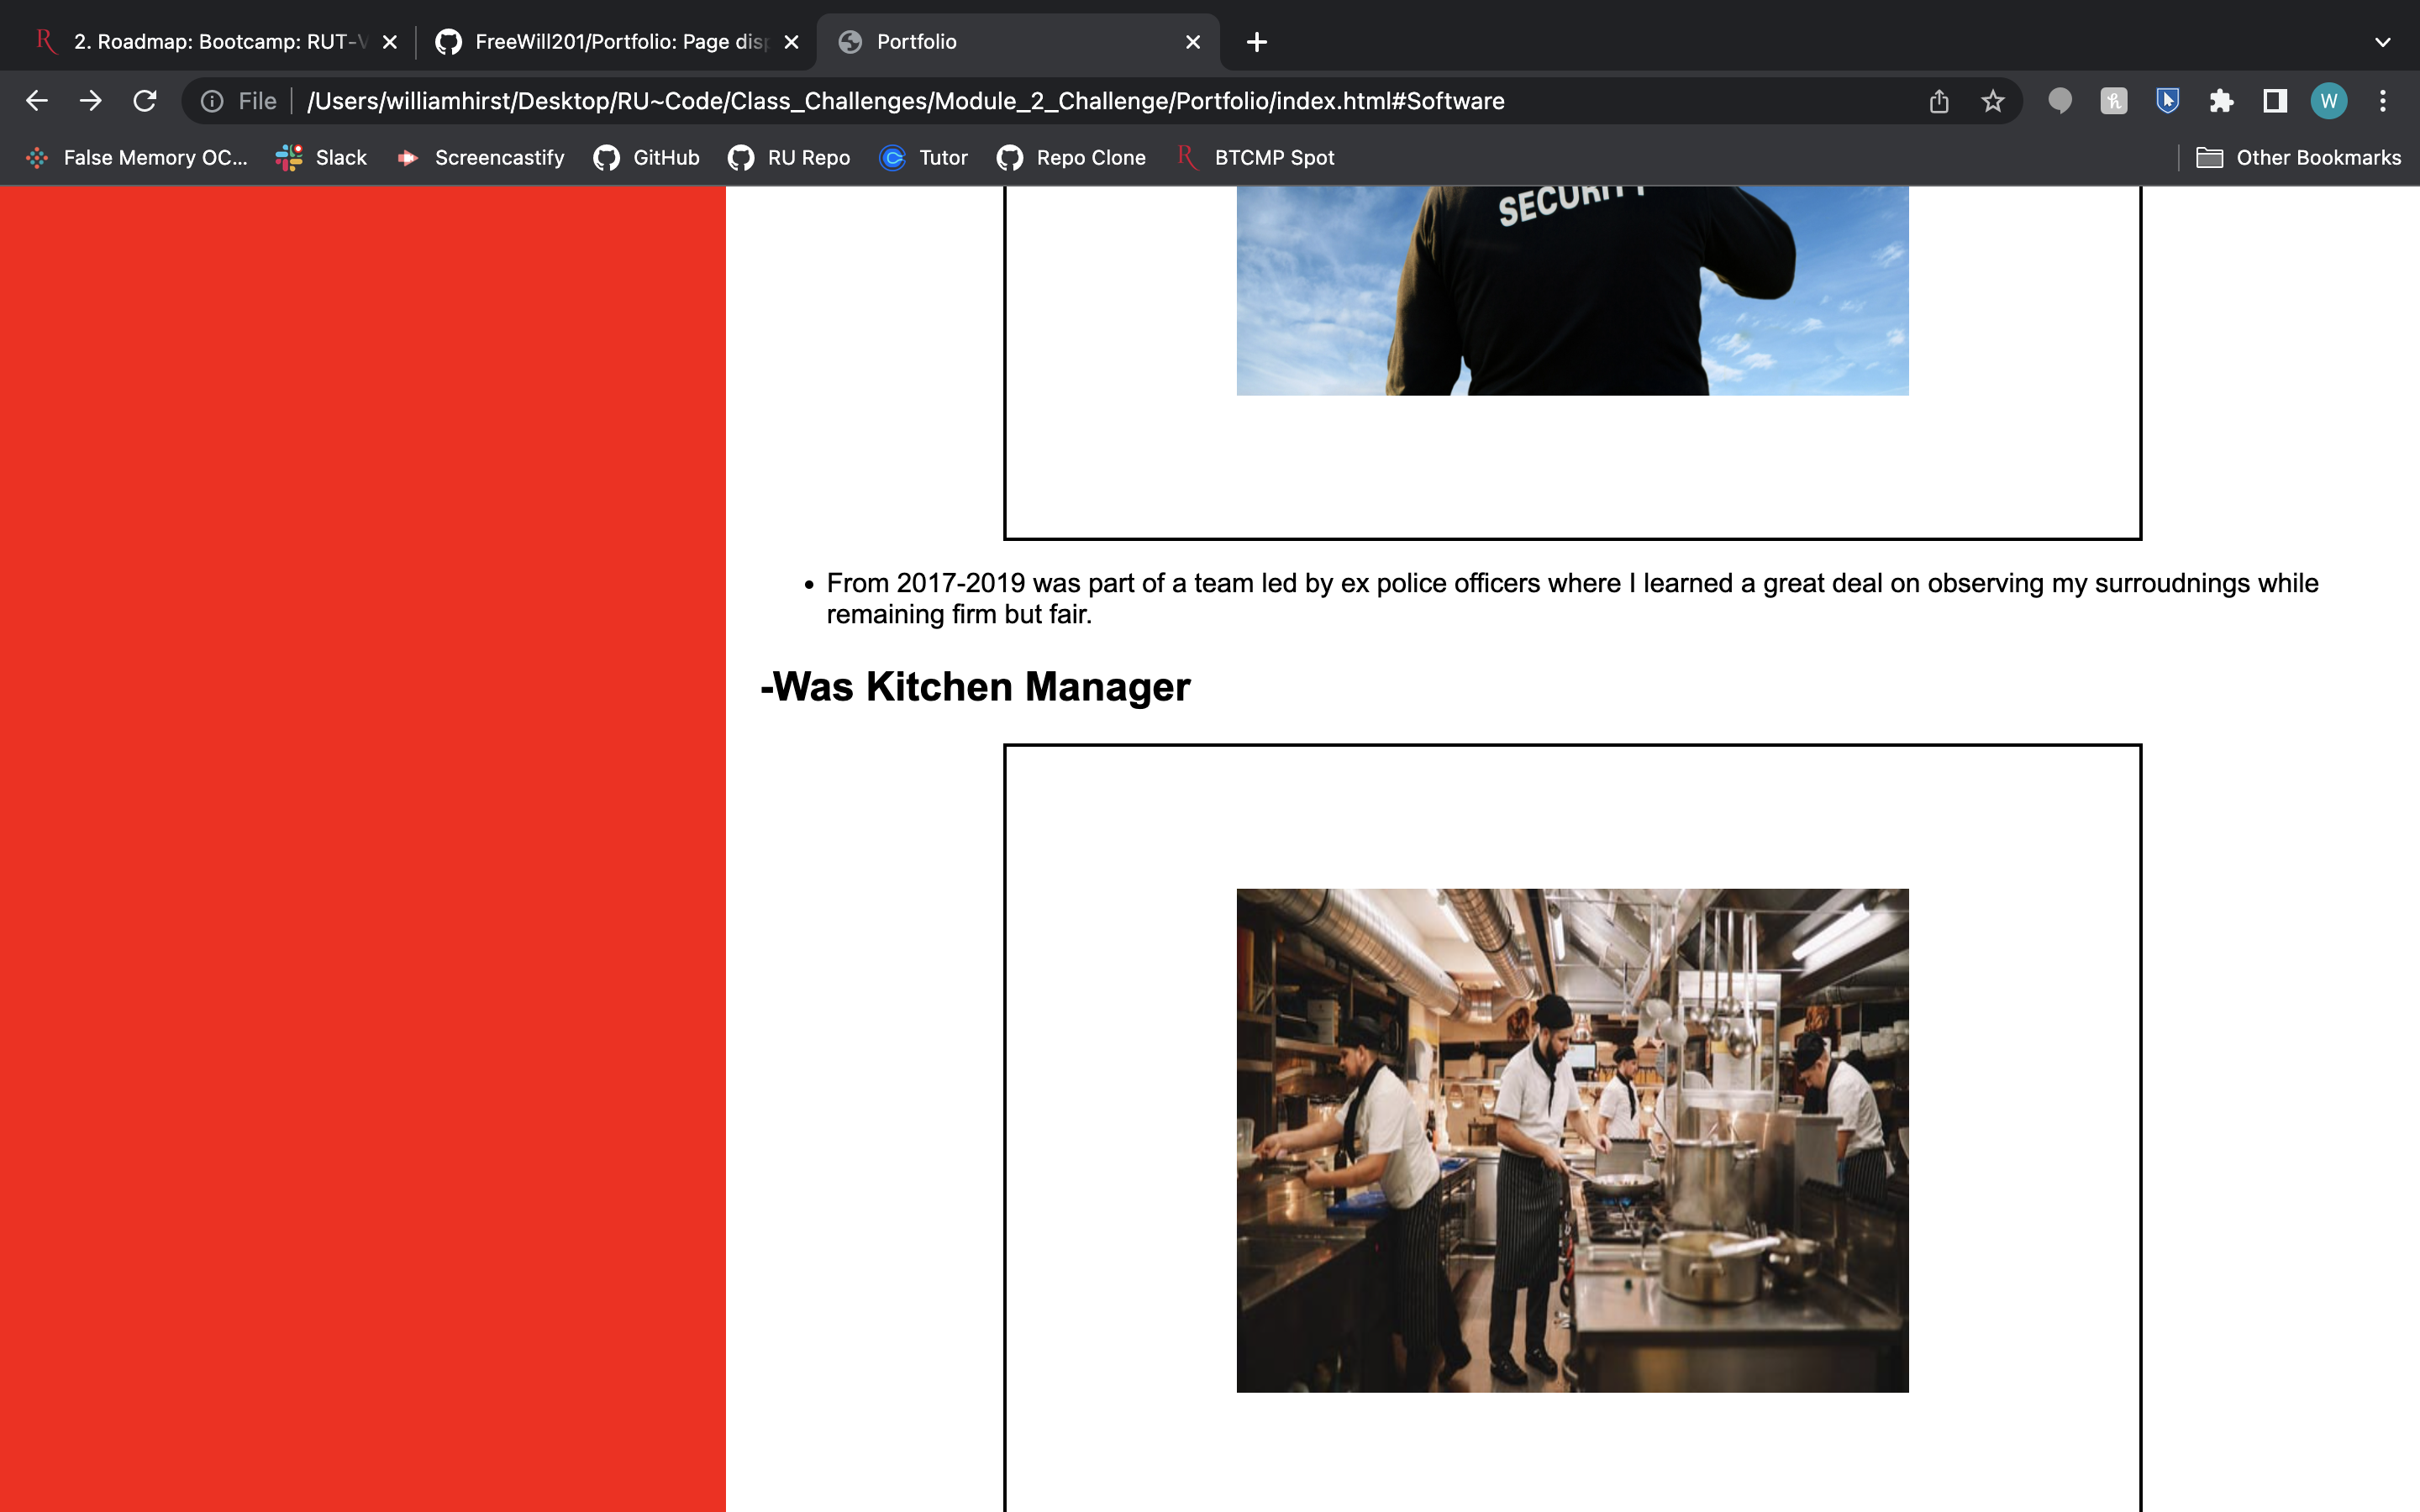 2. Roadmap: Bootcamp: RUT-V
FreeWill201/Portfolio: Page disp
Portfolio
File
/Users/williamhirst/Desktop/RU~Code/Class_Challenges/Module_2_Challenge/Portfolio/index.html#Software
W
False Memory OC...
Slack
Screencastify
GitHub
RU Repo
Tutor
Repo Clone
BTCMP Spot
Other Bookmarks
SECURITY
From 2017-2019 was part of a team led by ex police officers where I learned a great deal on observing my surroudnings while
remaining firm but fair.
-Was Kitchen Manager